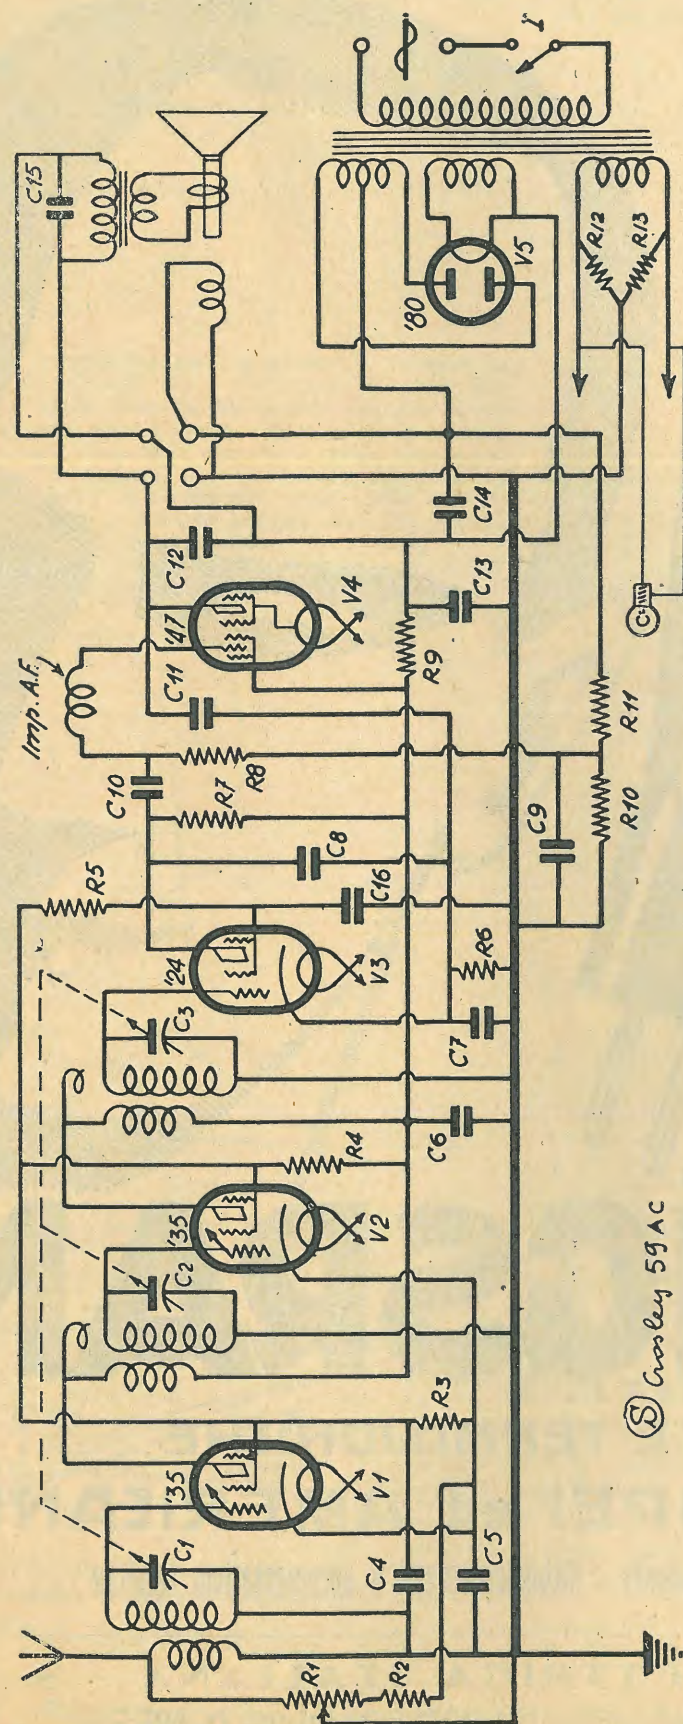 C1
'35
V1
R1
R2
C4
C5
R3
C2
'35
V2
R4
C6
C3
'24
V3
C7
R6
R5
C16
C8
R7
R8
C10
Imp. A.F.
C11
'47
V4
C12
R9
C13
C14
C9
R10
R11
C15
'80
V5
R12
R13
I
S Crosley 59 AC